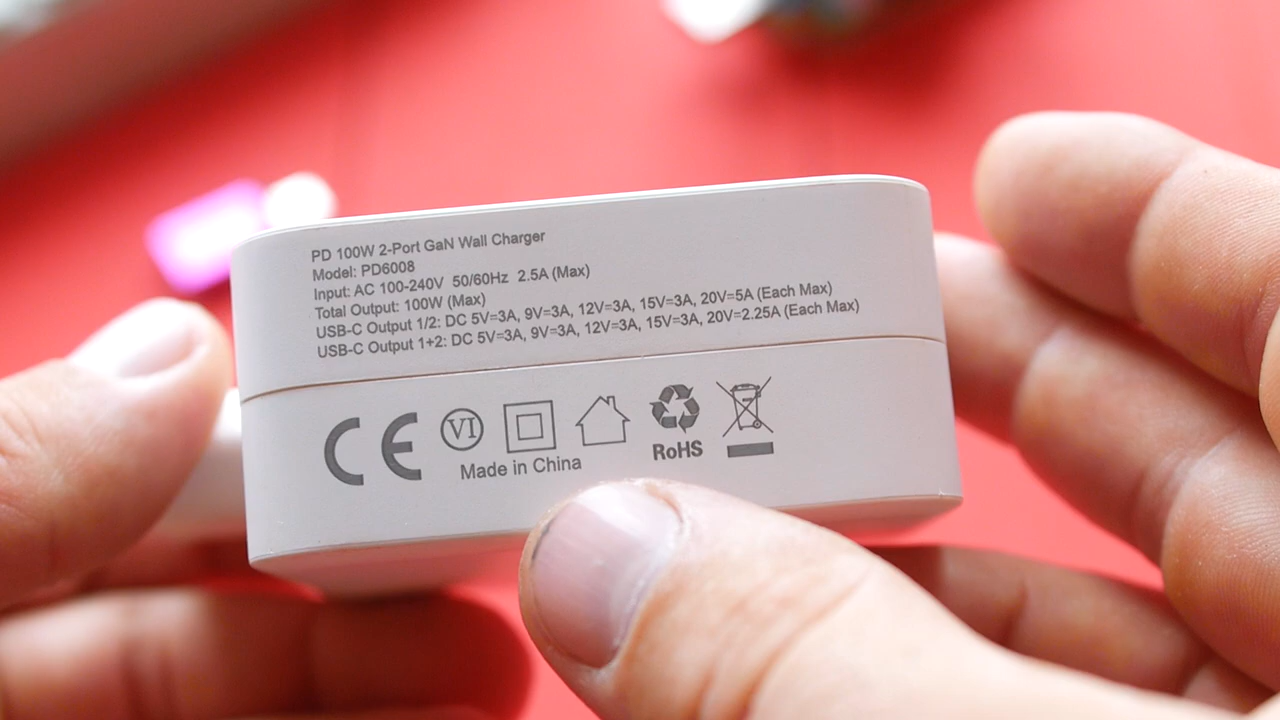 PD 100W 2-Port GaN Wall Charger
Model: PD6008
Input: AC 100-240V 50/60Hz 2.5A (Max)
Total Output: 100W (Max)
USB-C Output 1/2: DC 5V=3A, 9V=3A, 12V=3A, 15V=3A, 20V=5A (Each Max)
USB-C Output 1+2: DC 5V=3A, 9V=3A, 12V=3A, 15V=3A, 20V=2.25A (Each Max)
CE VI
RoHS
Made in China